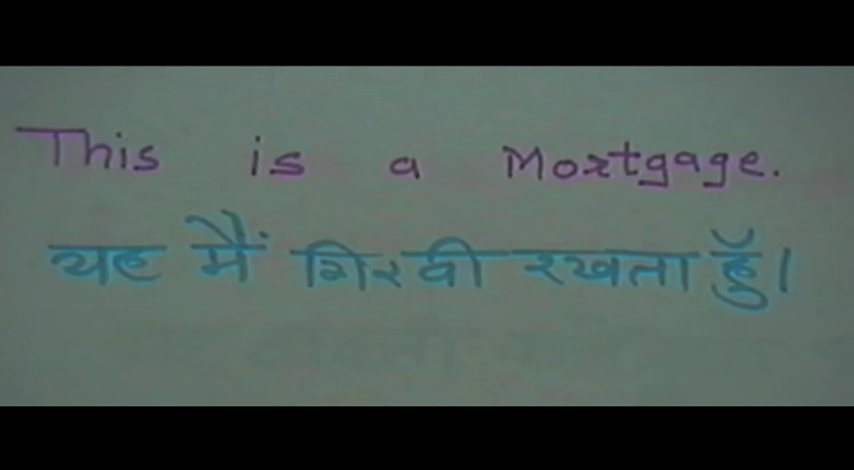 This is a Mortgage.
यह मैं गिरवी रखता हूँ।